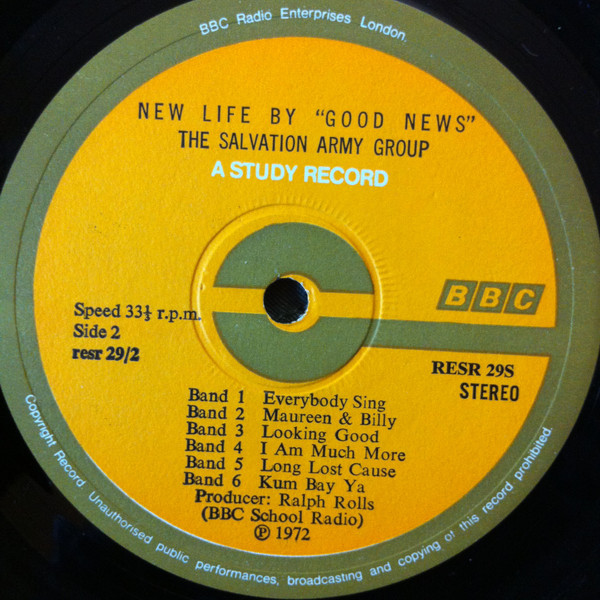 BBC Radio Enterprises London.
NEW LIFE BY "GOOD NEWS"
THE SALVATION ARMY GROUP
A STUDY RECORD
BBC
Speed 33⅓ r.p.m.
Side 2
resr 29/2
RESR 29S
STEREO
Band 1 Everybody Sing
Band 2 Maureen & Billy
Band 3 Looking Good
Band 4 I Am Much More
Band 5 Long Lost Cause
Band 6 Kum Bay Ya
Producer: Ralph Rolls
(BBC School Radio)
℗ 1972
Copyright Record Unauthorised public performances, broadcasting and copying of this record prohibited.